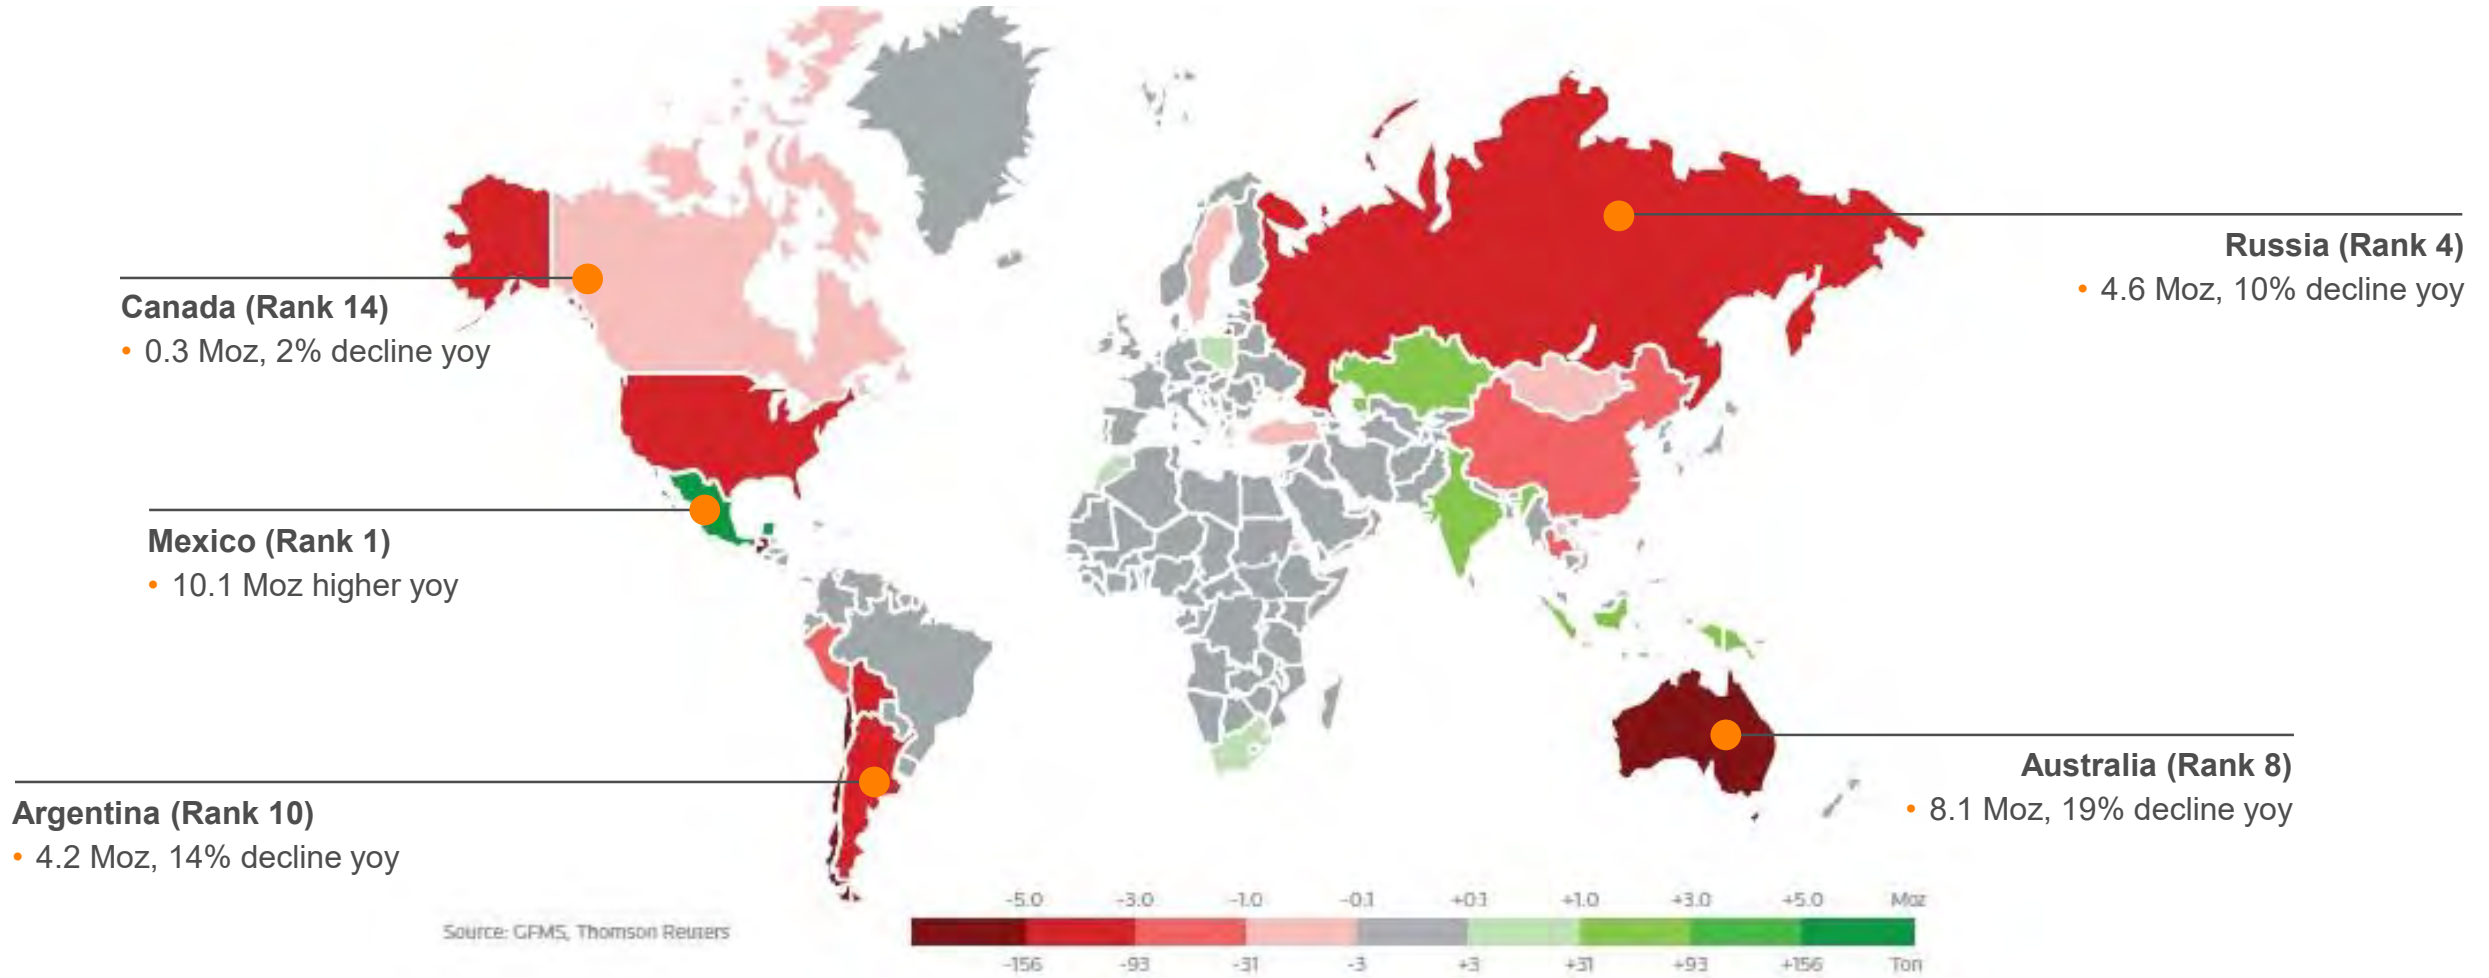 Canada (Rank 14)
• 0.3 Moz, 2% decline yoy
Mexico (Rank 1)
• 10.1 Moz higher yoy
Argentina (Rank 10)
• 4.2 Moz, 14% decline yoy
Russia (Rank 4)
• 4.6 Moz, 10% decline yoy
Australia (Rank 8)
• 8.1 Moz, 19% decline yoy
Source: GFMS, Thomson Reuters
-5.0 -3.0 -1.0 -0.1 +0.1 +1.0 +3.0 +5.0 Moz
-156 -93 -31 -3 +3 +31 +93 +156 Ton